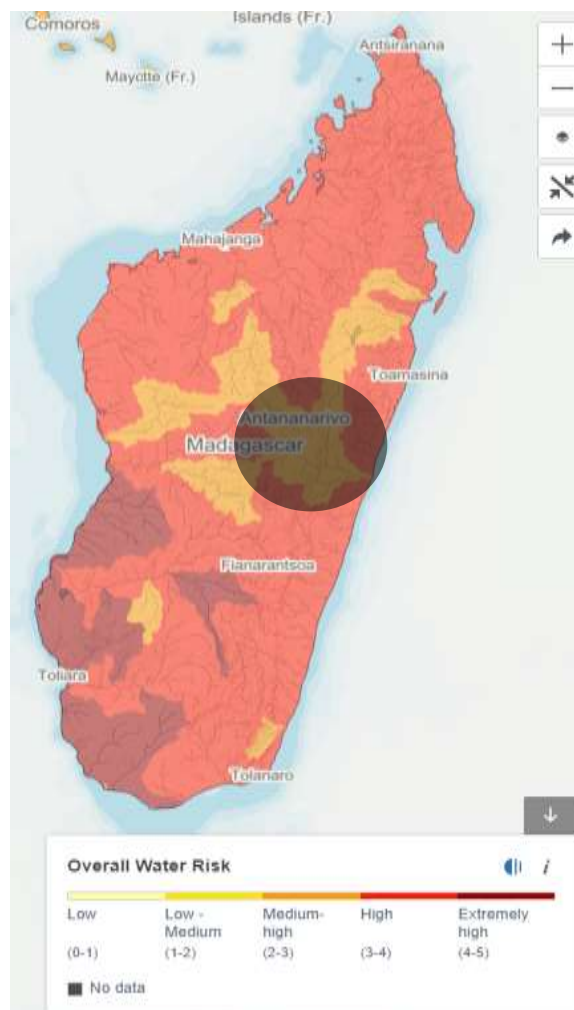 Comoros
Islands (Fr.)
Antsiranana
Mayotte (Fr.)
Mahajanga
Toamasina
Antananarivo
Madagascar
Fianarantsoa
Toliara
Tolanaro
Overall Water Risk
i
Low
Low -
Medium
Medium-
high
High
Extremely
high
(0-1)
(1-2)
(2-3)
(3-4)
(4-5)
No data